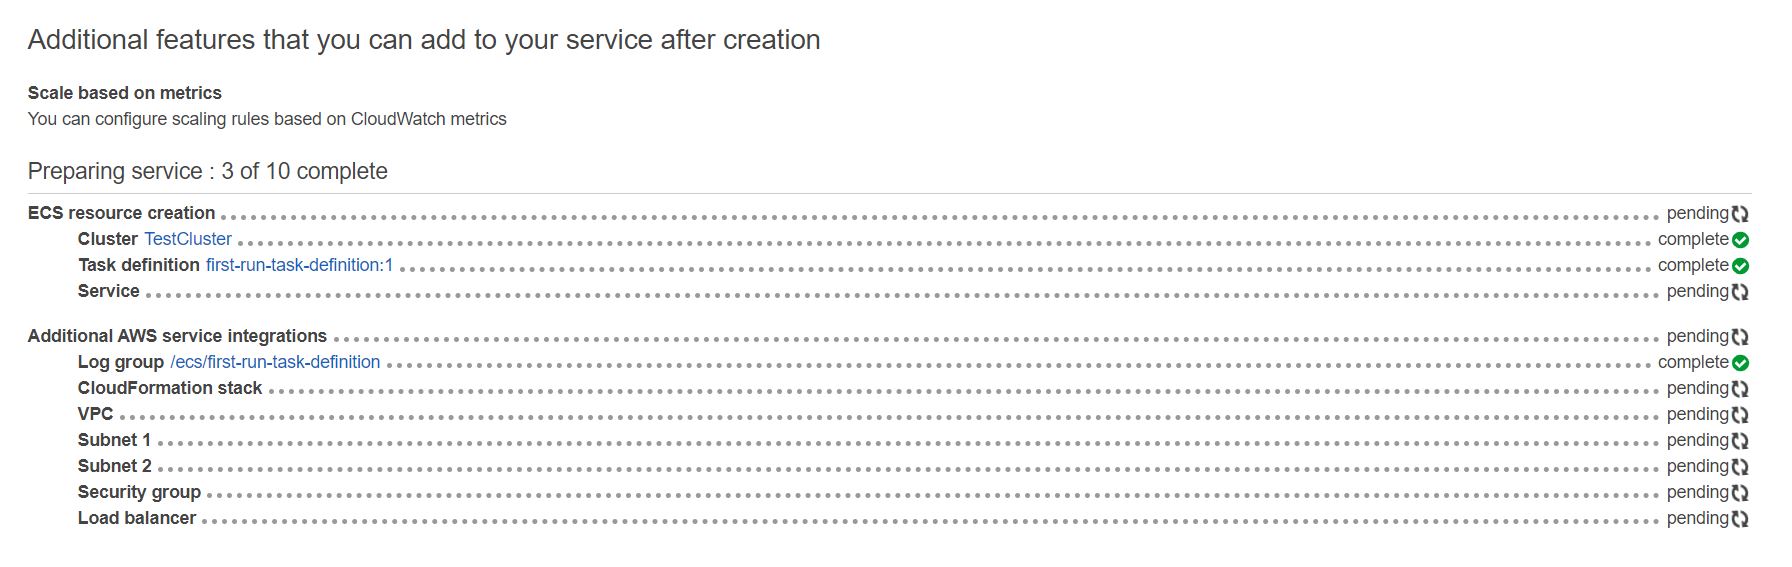 Additional features that you can add to your service after creation
Scale based on metrics
You can configure scaling rules based on CloudWatch metrics
Preparing service : 3 of 10 complete
ECS resource creation pending
Cluster TestCluster complete
Task definition first-run-task-definition:1 complete
Service pending
Additional AWS service integrations pending
Log group /ecs/first-run-task-definition complete
CloudFormation stack pending
VPC pending
Subnet 1 pending
Subnet 2 pending
Security group pending
Load balancer pending